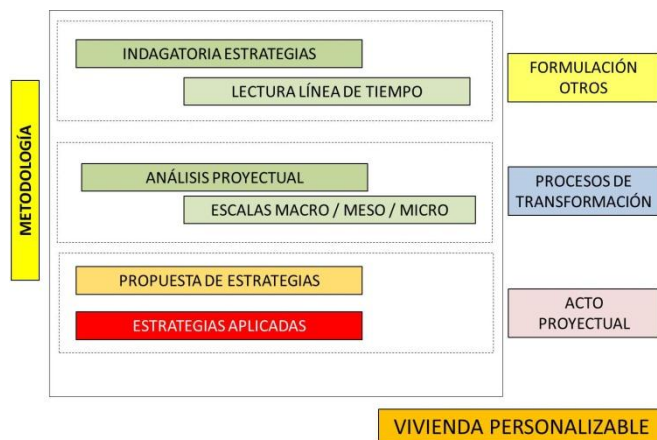 METODOLOGÍA
INDAGATORIA ESTRATEGIAS
LECTURA LÍNEA DE TIEMPO
FORMULACIÓN
OTROS
ANÁLISIS PROYECTUAL
ESCALAS MACRO / MESO / MICRO
PROCESOS DE
TRANSFORMACIÓN
PROPUESTA DE ESTRATEGIAS
ESTRATEGIAS APLICADAS
ACTO
PROYECTUAL
VIVIENDA PERSONALIZABLE